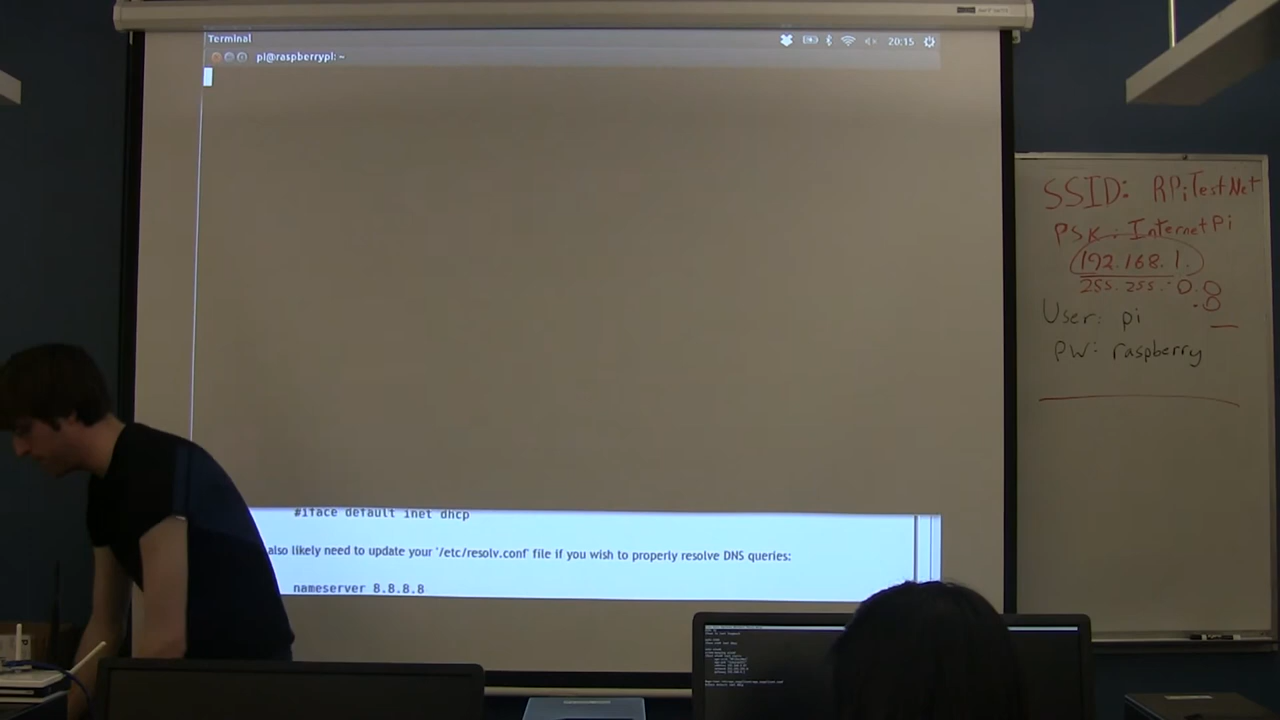 Terminal
20:15
pi@raspberrypi: ~
SSID: RPiTestNet
PSK: InternetPi
192.168.1.
255.255.0.0
.8
User: pi
PW: raspberry
#iface default inet dhcp
also likely need to update your '/etc/resolv.conf' file if you wish to properly resolve DNS queries:
nameserver 8.8.8.8